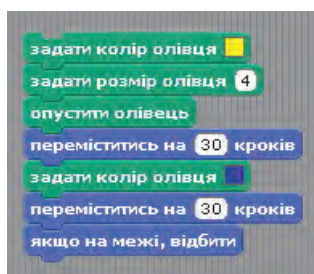 задати колір олівця
задати розмір олівця 4
опустити олівець
переміститись на 30 кроків
задати колір олівця
переміститись на 30 кроків
якщо на межі, відбити